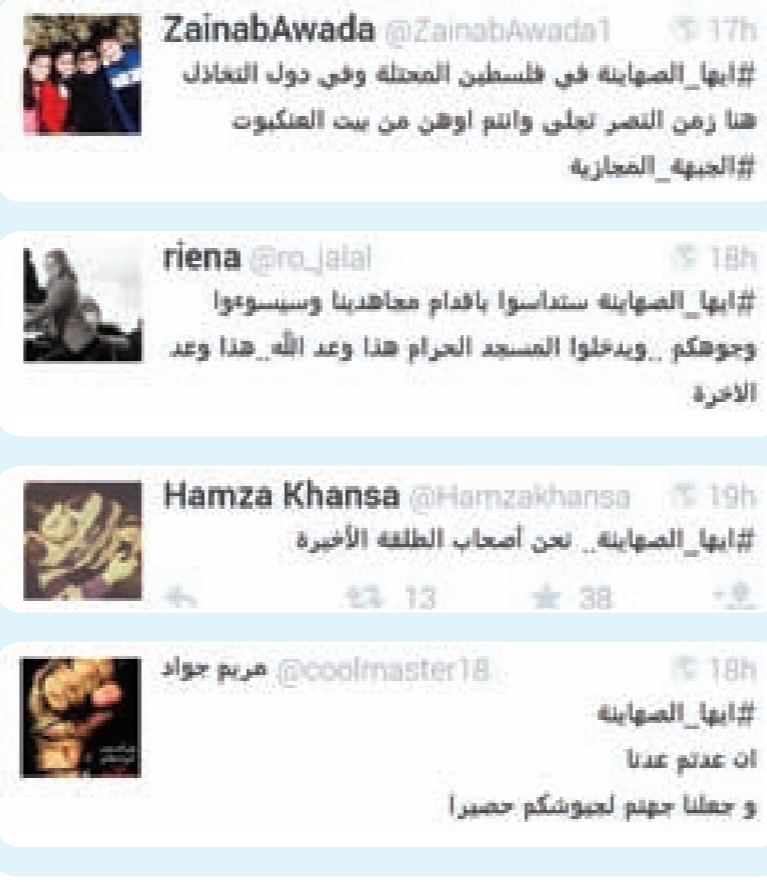 ZainabAwada @ZainabAwada1 17h
#ايها_الصهاينة في فلسطين المحتلة وفي دول التخاذل
هنا زمن النصر تجلى وانتم اوهن من بيت العنكبوت
#الجبهة_المجازية
riena @ro_jalal 18h
#ايها_الصهاينة ستداسوا باقدام مجاهدينا وسيسوءوا
وجوهكم ..ويدخلوا المسجد الحرام هذا وعد الله..هذا وعد
الاخرة
Hamza Khansa @Hamzakhansa 19h
#ايها_الصهاينة.. نحن أصحاب الطلقة الأخيرة
13 38
مريم جواد @coolmaster18 18h
#ايها_الصهاينة
ان عدتم عدنا
و جعلنا جهنم لجيوشكم حصيرا